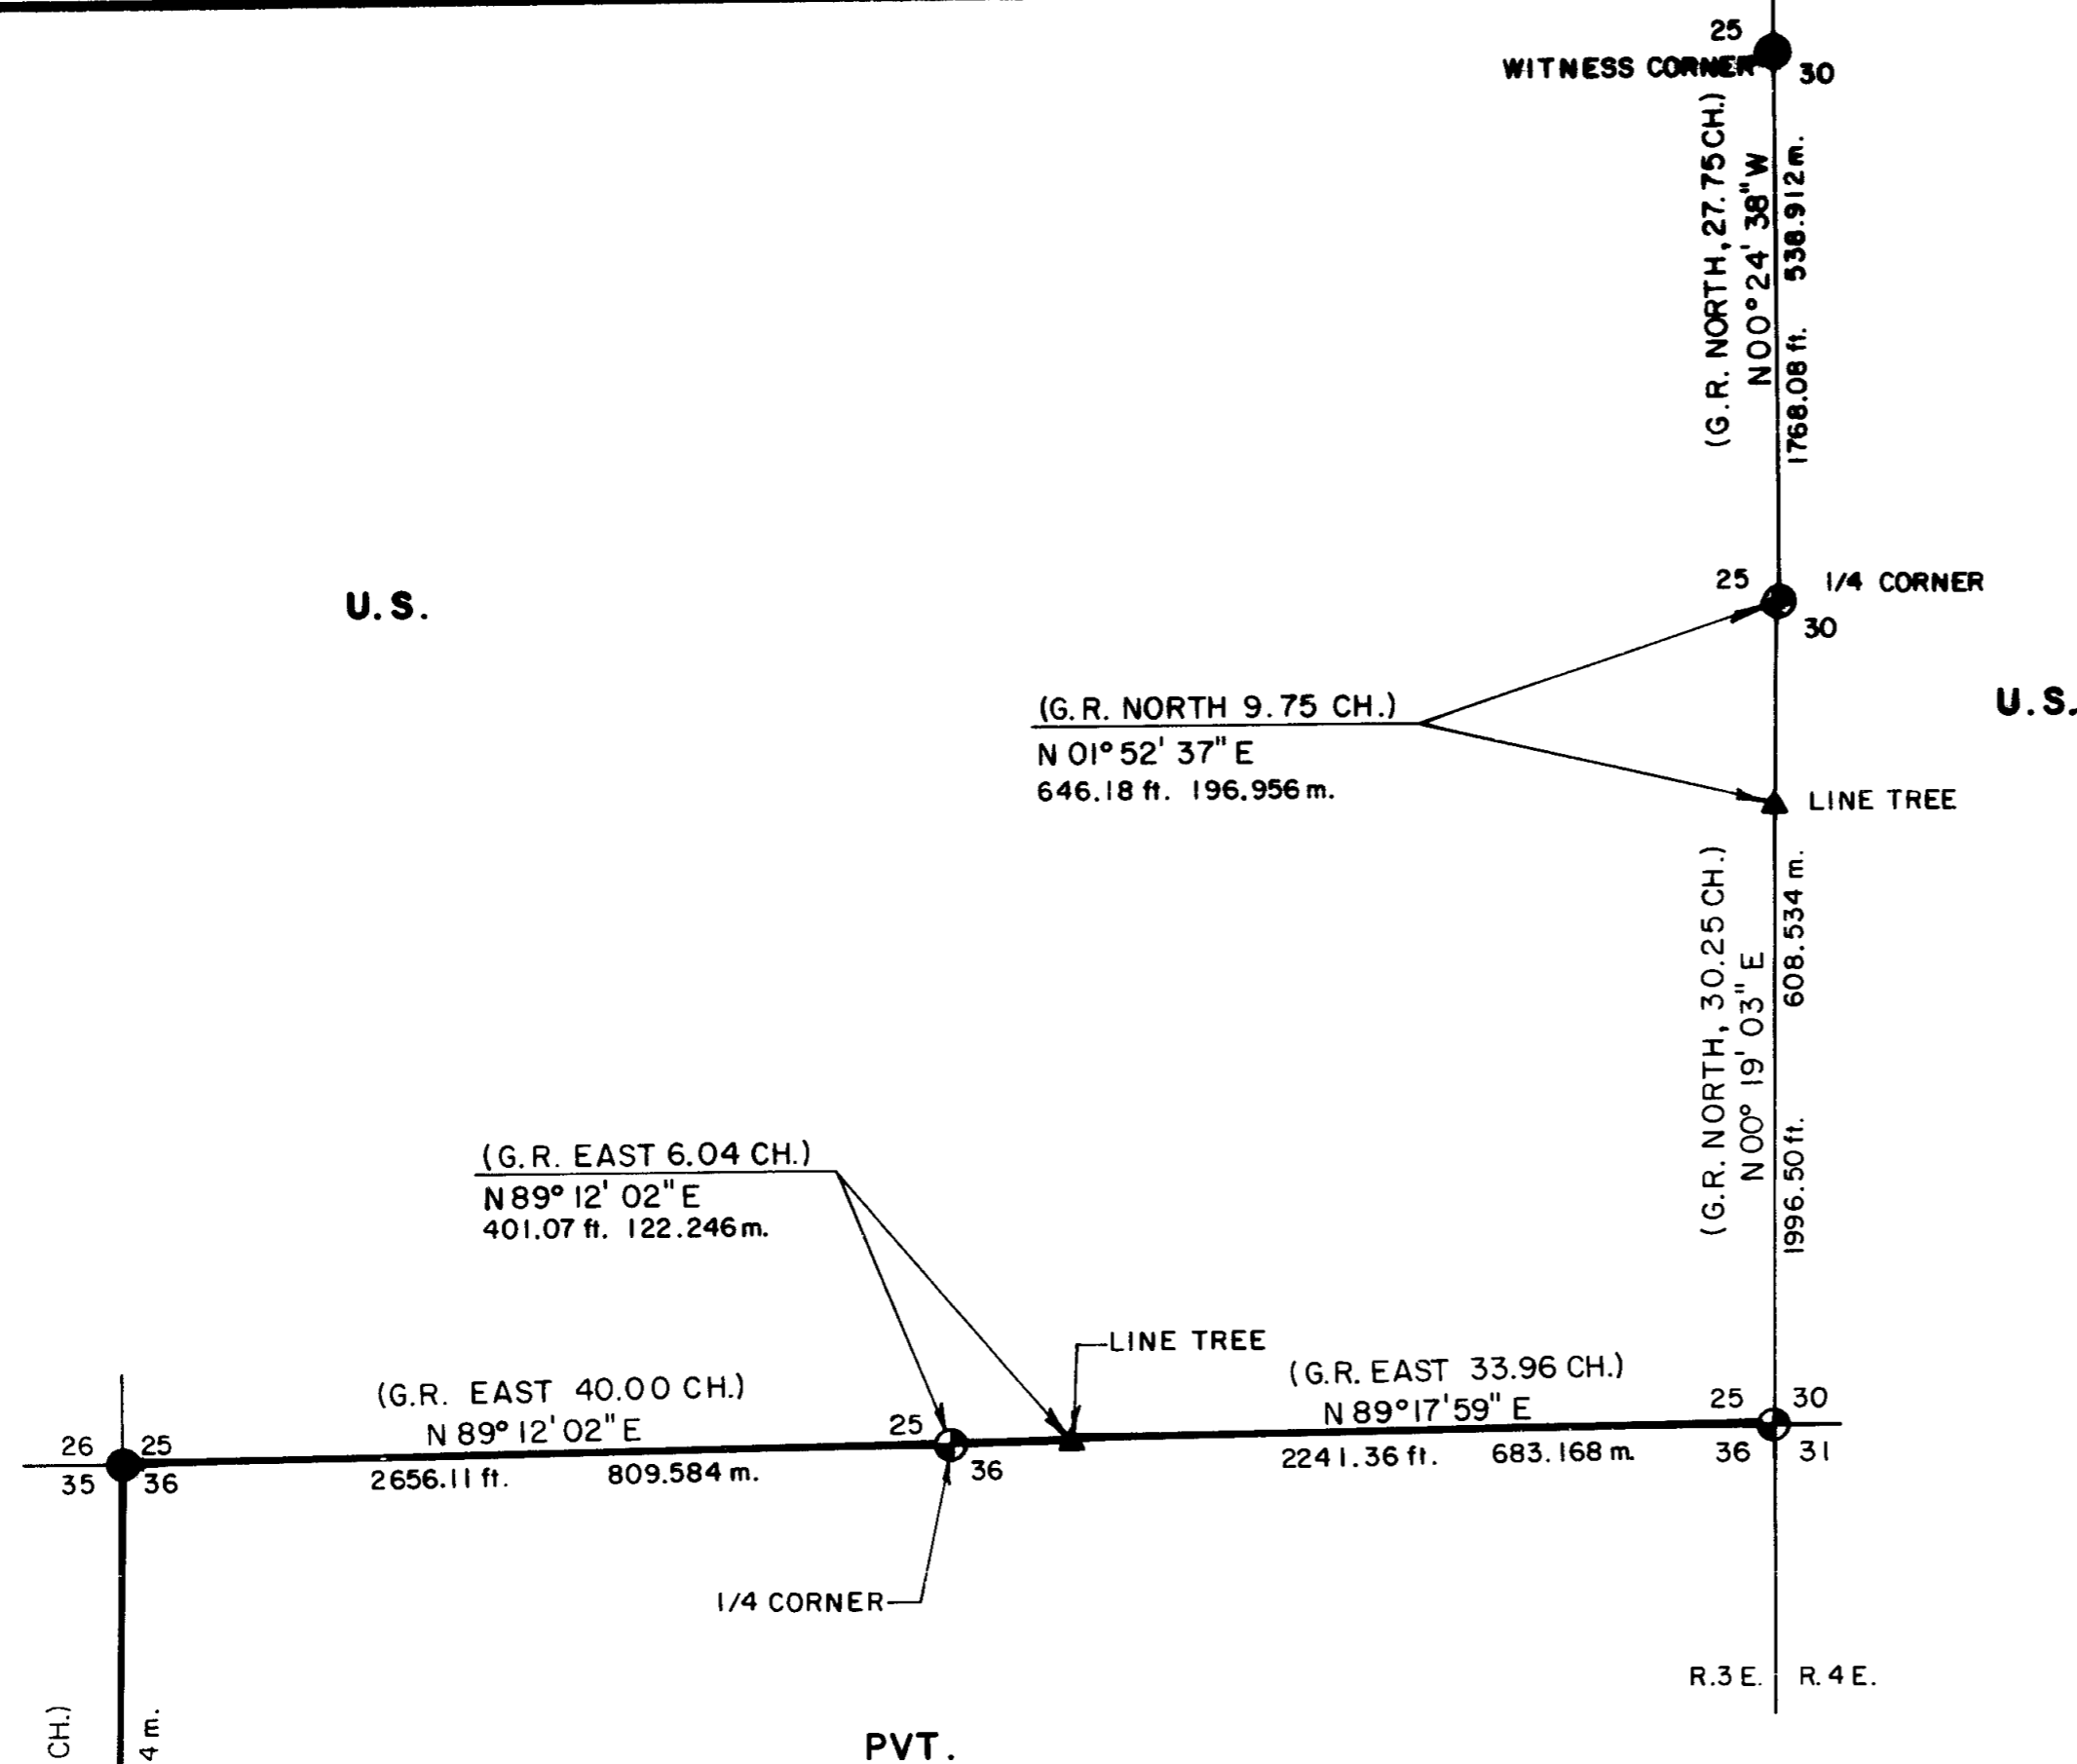 25
WITNESS CORNER
30
(G.R. NORTH, 27.75 CH.)
N 00° 24' 38" W
1768.08 ft. 538.912 m.
U.S.
25
1/4 CORNER
30
(G.R. NORTH 9.75 CH.)
N 01° 52' 37" E
646.18 ft. 196.956 m.
U.S.
LINE TREE
(G.R. NORTH, 30.25 CH.)
N 00° 19' 03" E
1996.50 ft. 608.534 m.
(G.R. EAST 6.04 CH.)
N 89° 12' 02" E
401.07 ft. 122.246 m.
LINE TREE
(G.R. EAST 40.00 CH.)
N 89° 12' 02" E
2656.11 ft. 809.584 m.
(G.R. EAST 33.96 CH.)
N 89° 17' 59" E
2241.36 ft. 683.168 m.
26 25
35 36
25
36
25 30
36 31
1/4 CORNER
R.3 E. R.4 E.
CH.)
4 m.
PVT.